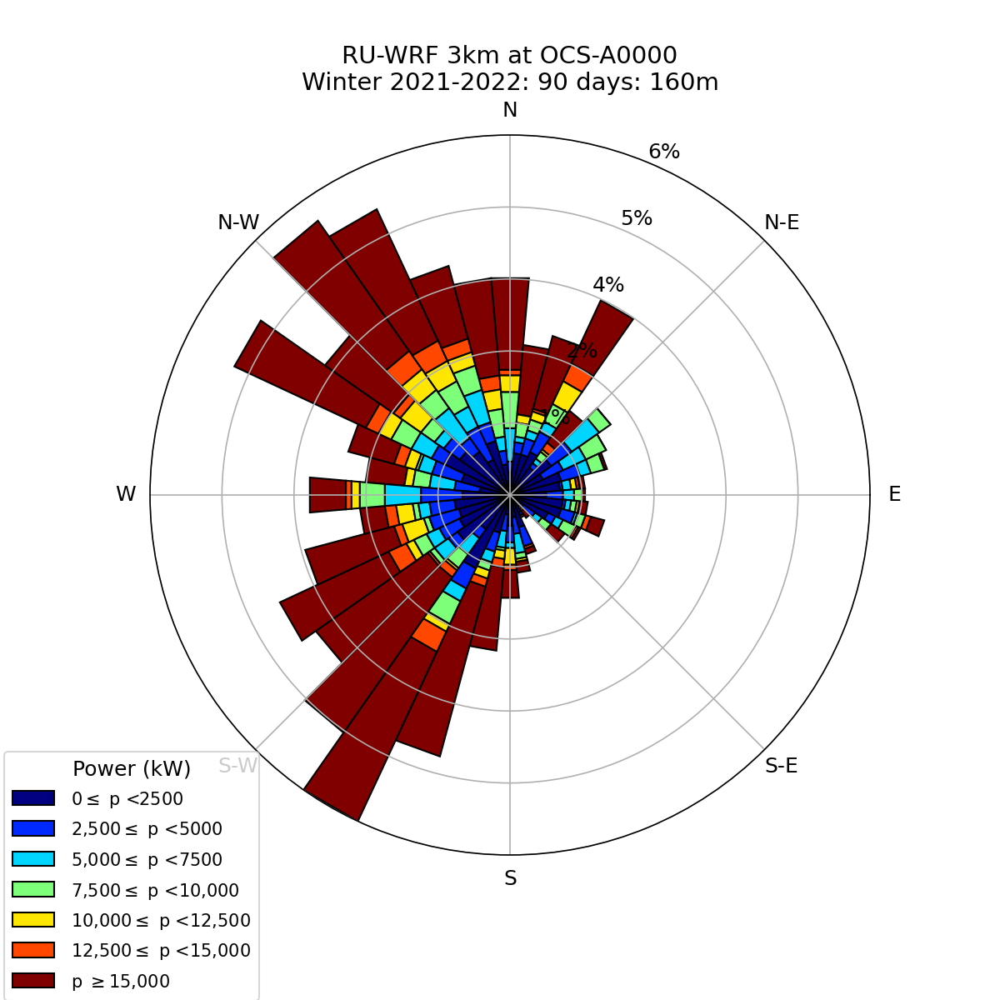 RU-WRF 3km at OCS-A0000
Winter 2021-2022: 90 days: 160m
N
6%
5%
N-W
N-E
4%
2%
%
W
E
S-W
S-E
S
Power (kW)
0≤ p <2500
2,500≤ p <5000
5,000≤ p <7500
7,500≤ p <10,000
10,000≤ p <12,500
12,500≤ p <15,000
p ≥15,000